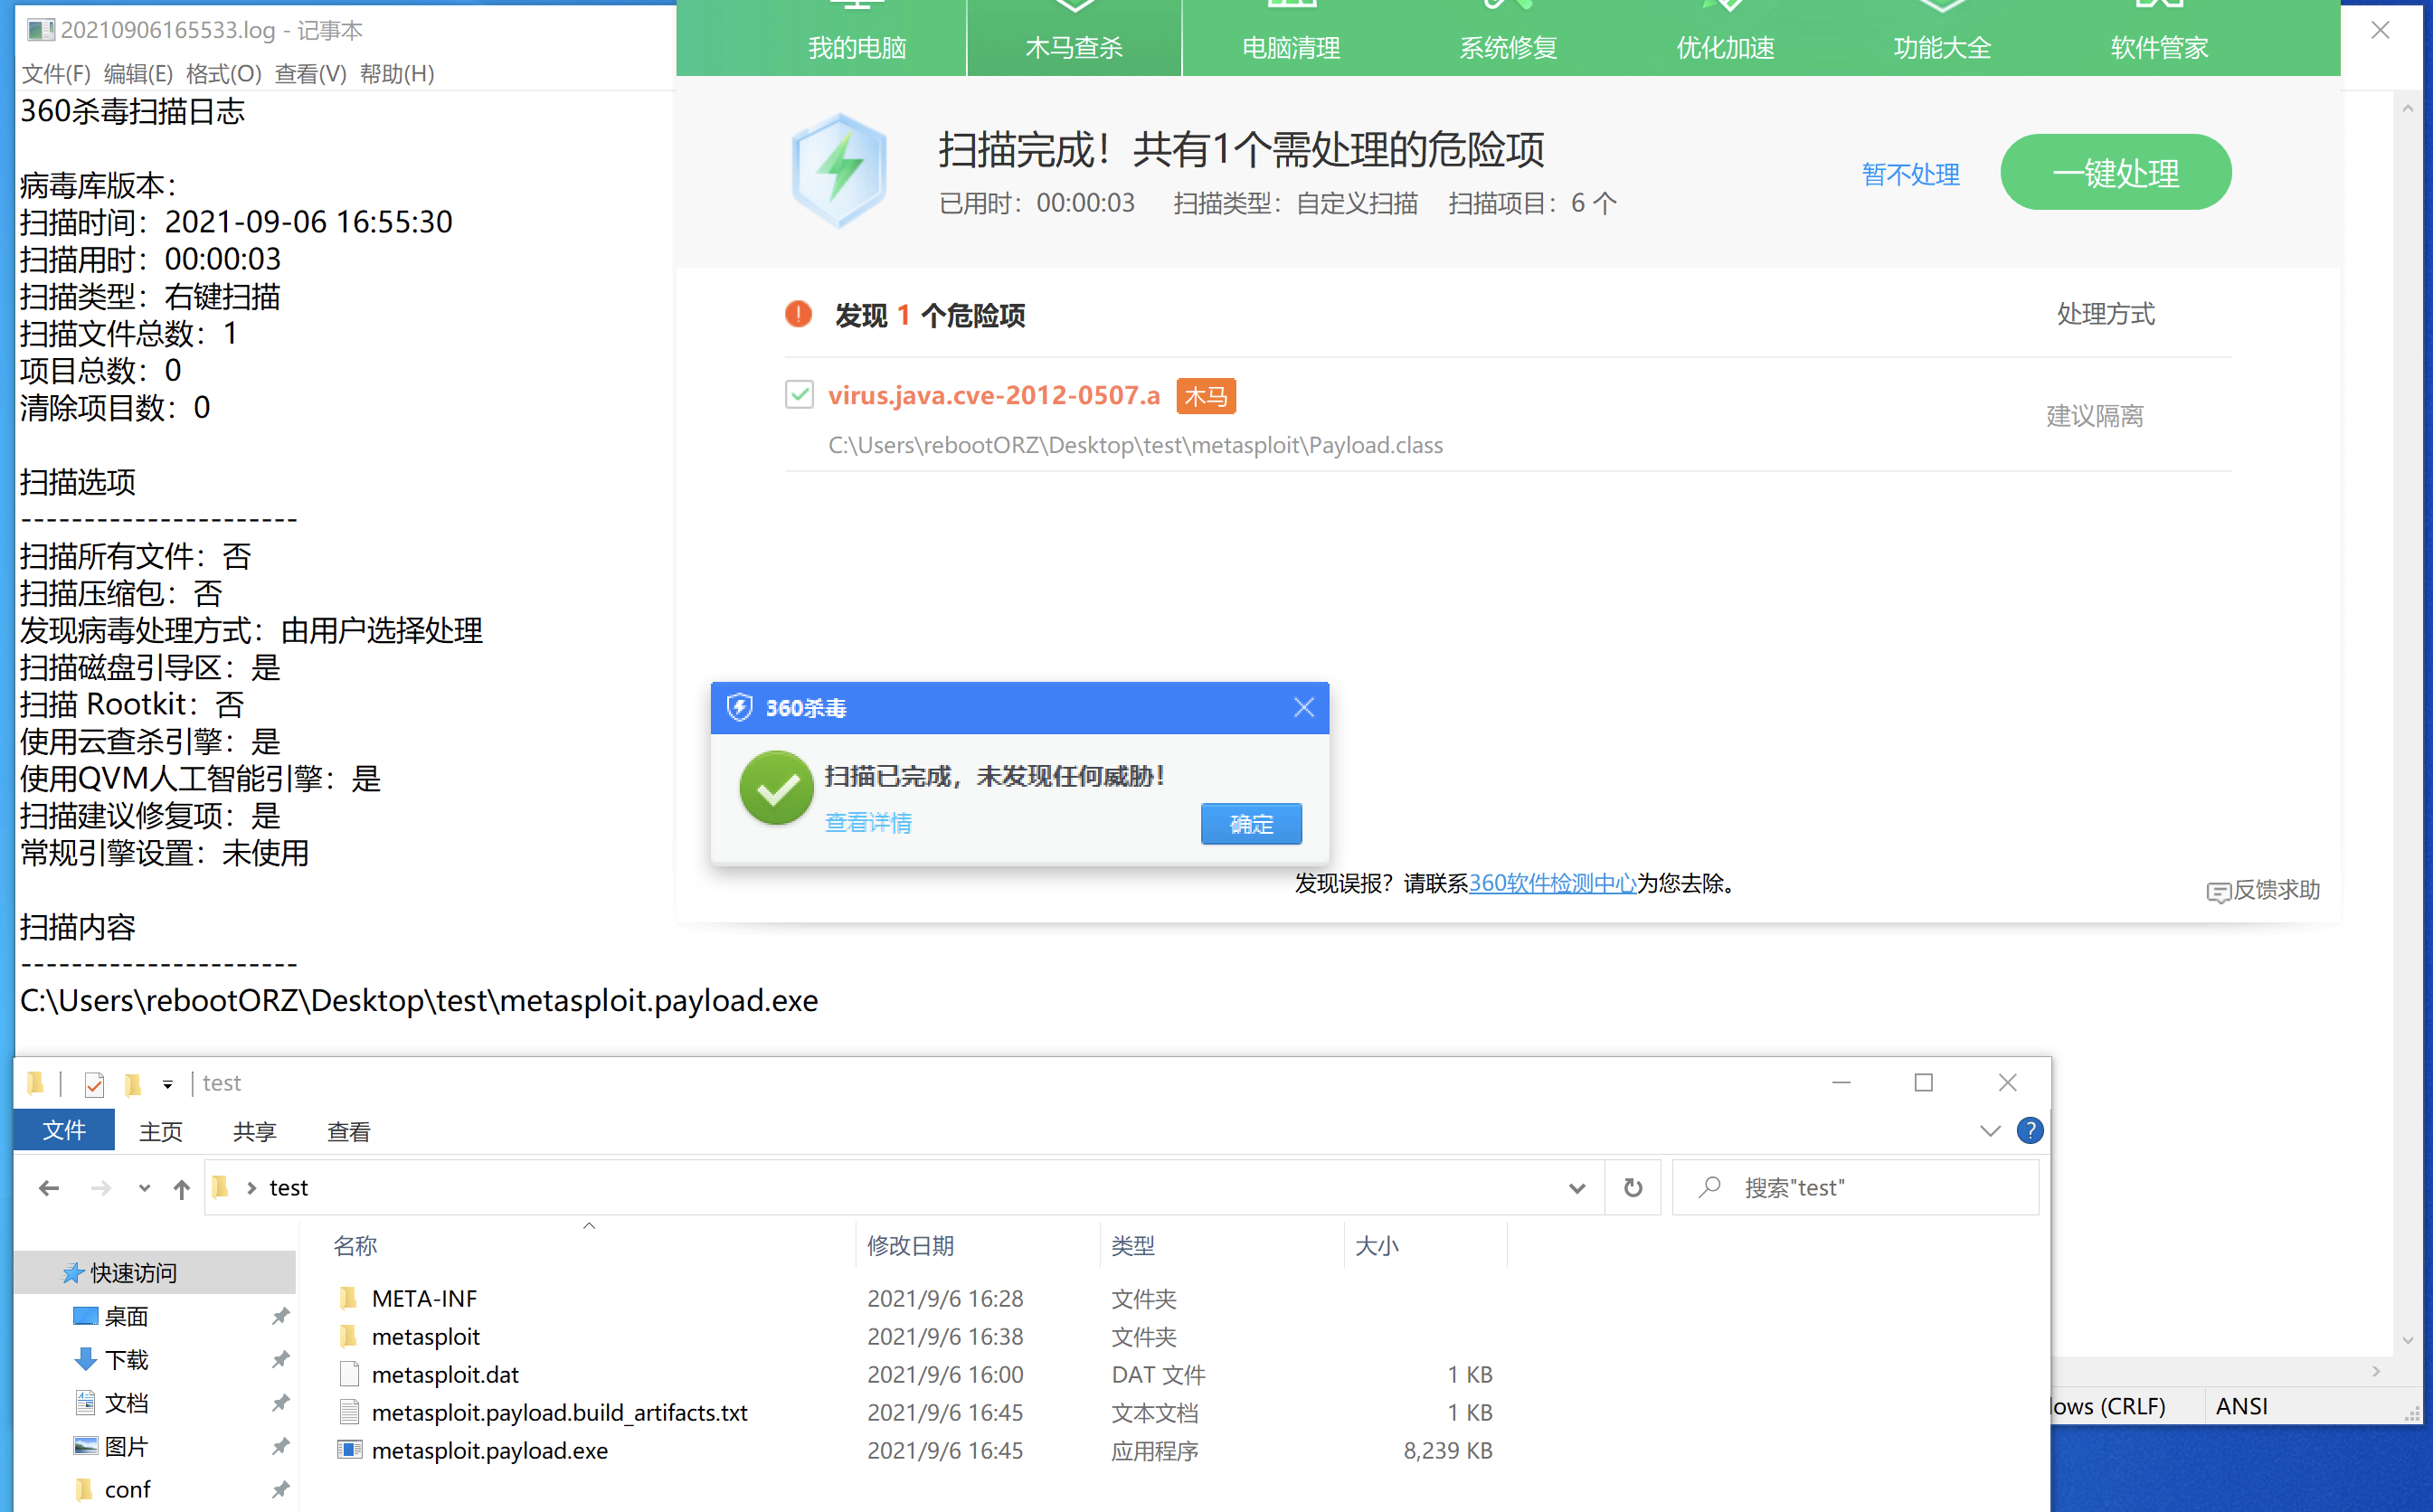 20210906165533.log - 记事本
文件(F) 编辑(E) 格式(O) 查看(V) 帮助(H)
360杀毒扫描日志
病毒库版本：
扫描时间：2021-09-06 16:55:30
扫描用时：00:00:03
扫描类型：右键扫描
扫描文件总数：1
项目总数：0
清除项目数：0
扫描选项
----------------------
扫描所有文件：否
扫描压缩包：否
发现病毒处理方式：由用户选择处理
扫描磁盘引导区：是
扫描 Rootkit：否
使用云查杀引擎：是
使用QVM人工智能引擎：是
扫描建议修复项：是
常规引擎设置：未使用
扫描内容
----------------------
C:\Users\rebootORZ\Desktop\test\metasploit.payload.exe
我的电脑 木马查杀 电脑清理 系统修复 优化加速 功能大全 软件管家
扫描完成！共有1个需处理的危险项
已用时：00:00:03 扫描类型：自定义扫描 扫描项目：6 个
暂不处理 一键处理
发现 1 个危险项 处理方式
virus.java.cve-2012-0507.a 木马
建议隔离
C:\Users\rebootORZ\Desktop\test\metasploit\Payload.class
360杀毒
扫描已完成，未发现任何威胁！
查看详情 确定
发现误报？请联系360软件检测中心为您去除。
反馈求助
test
文件 主页 共享 查看
test
搜索"test"
名称 修改日期 类型 大小
快速访问
桌面
下载
文档
图片
conf
META-INF 2021/9/6 16:28 文件夹
metasploit 2021/9/6 16:38 文件夹
metasploit.dat 2021/9/6 16:00 DAT 文件 1 KB
metasploit.payload.build_artifacts.txt 2021/9/6 16:45 文本文档 1 KB
metasploit.payload.exe 2021/9/6 16:45 应用程序 8,239 KB
lows (CRLF) ANSI